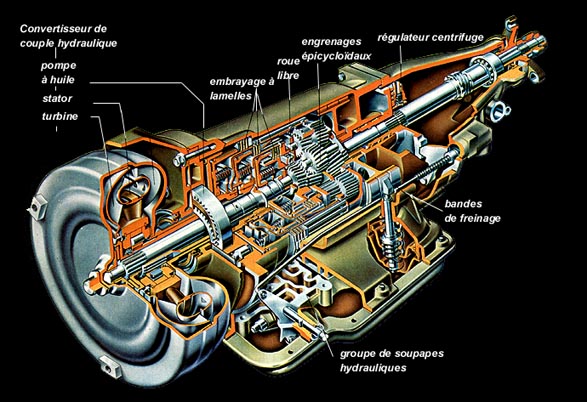 Convertisseur de
couple hydraulique
pompe
à huile
stator
turbine
embrayage à
lamelles
roue
libre
engrenages
épicycloïdaux
régulateur centrifuge
groupe de soupapes
hydrauliques
bandes
de freinage